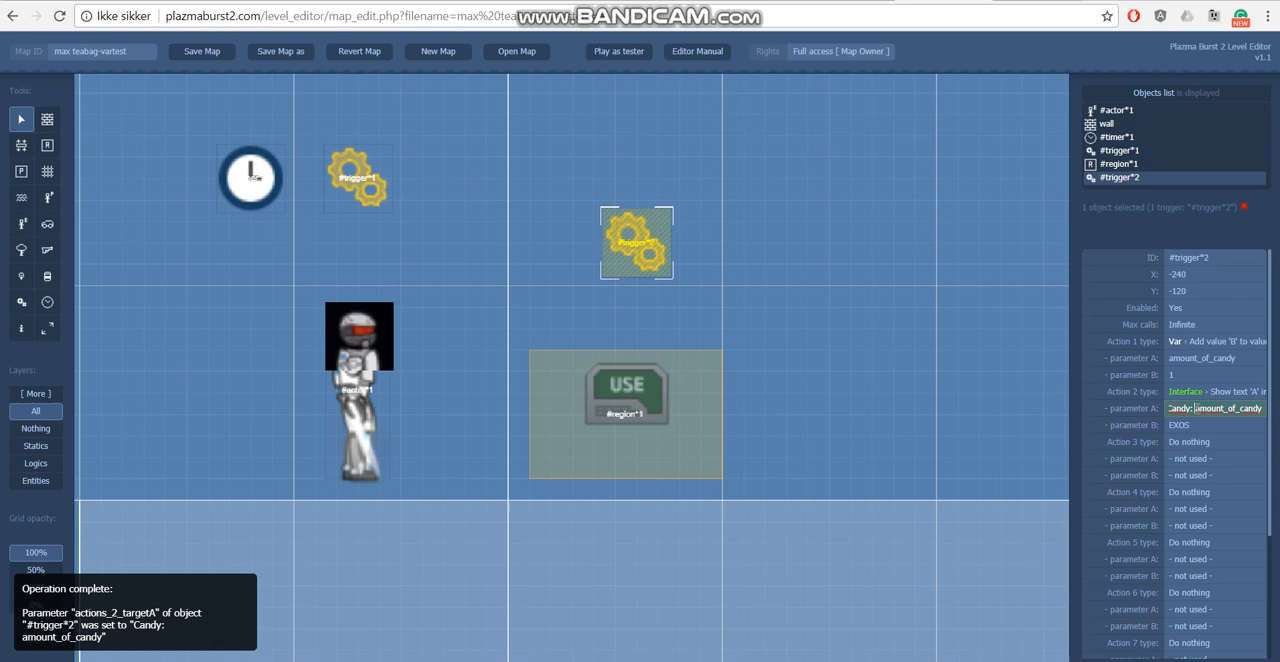 Ikke sikker
plazmaburst2.com/level_editor/map_edit.php?filename=max%20tea
www.BANDICAM.com
NEW
Map ID
max teabag-vartest
Save Map
Save Map as
Revert Map
New Map
Open Map
Play as tester
Editor Manual
Rights
Full access [ Map Owner ]
Plazma Burst 2 Level Editor
v1.1
Tools:
Layers:
[ More ]
All
Nothing
Statics
Logics
Entities
Grid opacity:
100%
50%
#trigger*1
#actor*1
USE
#region*1
Operation complete:
Parameter "actions_2_targetA" of object
"#trigger*2" was set to "Candy:
amount_of_candy"
Objects list is displayed
#actor*1
wall
#timer*1
#trigger*1
#region*1
#trigger*2
1 object selected (1 trigger: "#trigger*2")
ID: #trigger*2
X: -240
Y: -120
Enabled: Yes
Max calls: Infinite
Action 1 type: Var › Add value 'B' to valu
- parameter A: amount_of_candy
- parameter B: 1
Action 2 type: Interface › Show text 'A' in
- parameter A: Candy: amount_of_candy
- parameter B: EXOS
Action 3 type: Do nothing
- parameter A: - not used -
- parameter B: - not used -
Action 4 type: Do nothing
- parameter A: - not used -
- parameter B: - not used -
Action 5 type: Do nothing
- parameter A: - not used -
- parameter B: - not used -
Action 6 type: Do nothing
- parameter A: - not used -
- parameter B: - not used -
Action 7 type: Do nothing
- parameter A: - not used -